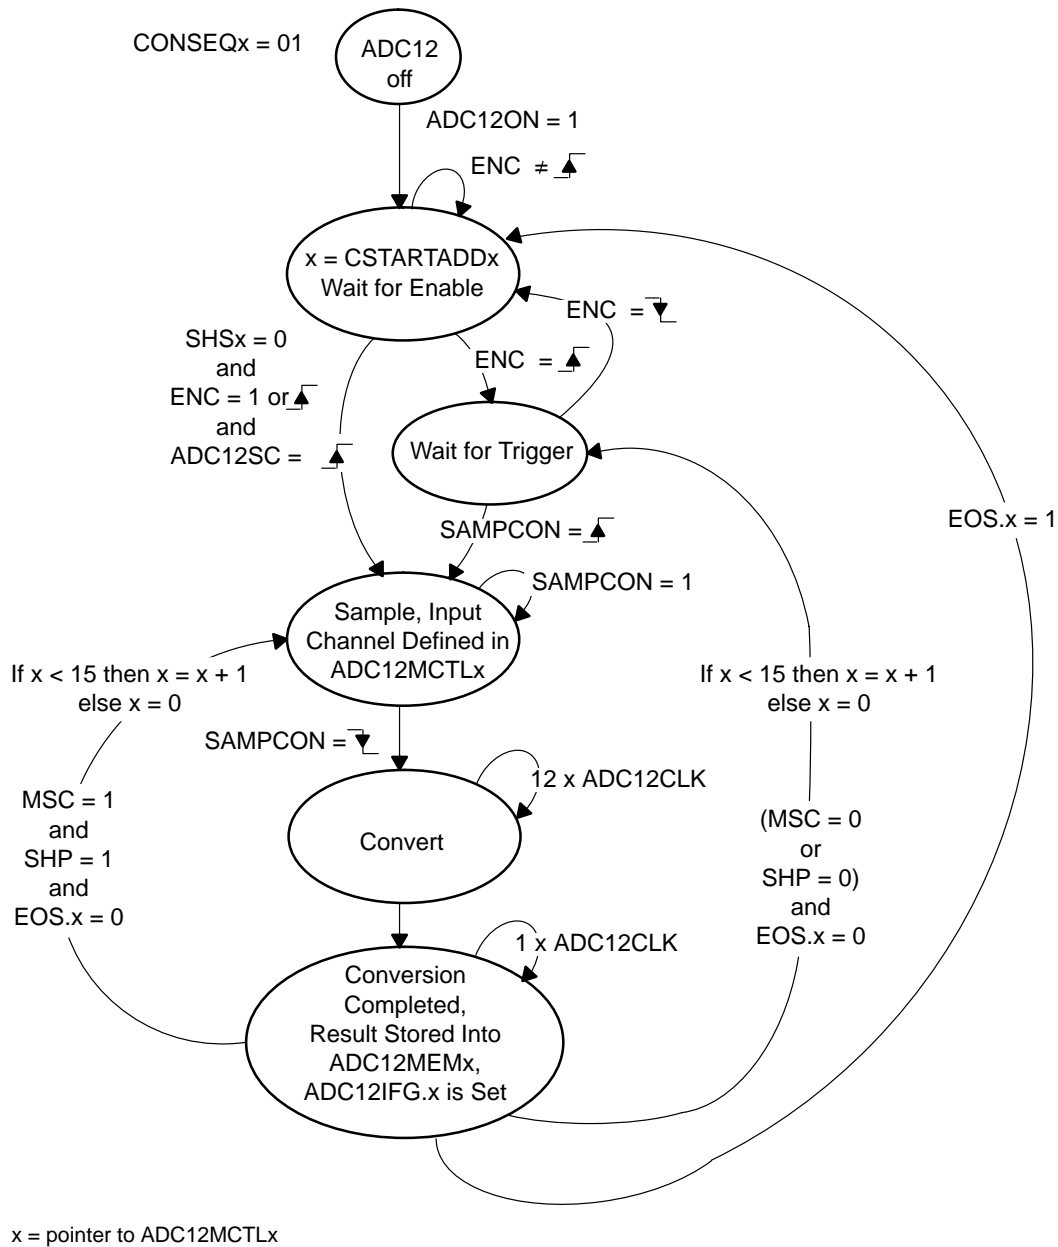 CONSEQx = 01
ADC12
off
ADC12ON = 1
ENC ≠
x = CSTARTADDx
Wait for Enable
ENC =
SHSx = 0
and
ENC = 1 or
and
ADC12SC =
ENC =
Wait for Trigger
EOS.x = 1
SAMPCON =
SAMPCON = 1
Sample, Input
Channel Defined in
ADC12MCTLx
If x < 15 then x = x + 1
else x = 0
If x < 15 then x = x + 1
else x = 0
SAMPCON =
12 x ADC12CLK
MSC = 1
and
SHP = 1
and
EOS.x = 0
Convert
(MSC = 0
or
SHP = 0)
and
EOS.x = 0
1 x ADC12CLK
Conversion
Completed,
Result Stored Into
ADC12MEMx,
ADC12IFG.x is Set
x = pointer to ADC12MCTLx